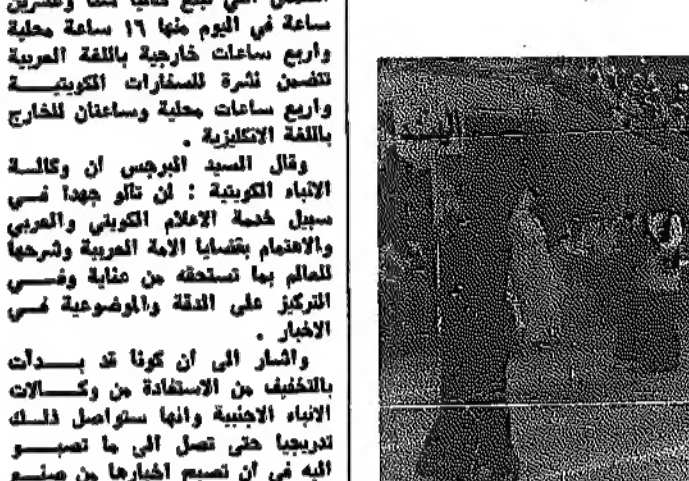 ساعة في اليوم منها ١٦ ساعة محلية
واربع ساعات خارجية باللغة العربية
تتضمن نشرة للسفارات الكويتية
واربع ساعات محلية وساعتان للخارج
باللغة الانكليزية .
وقال السيد البرجس ان وكالة
الانباء الكويتية : لن تألو جهدا في
سبيل خدمة الاعلام الكويتي والعربي
والاهتمام بقضايا الامة العربية وشرحها
للعالم بما تستحقه من عناية وفي
التركيز على الدقة والموضوعية في
الاخبار .
واشار الى ان كونا قد بدأت
بالتخفيف من الاستفادة من وكالات
الانباء الاجنبية وانها ستواصل ذلك
تدريجيا حتى تصل الى ما تصبو
اليه في ان تصبح اخبارها من صنع